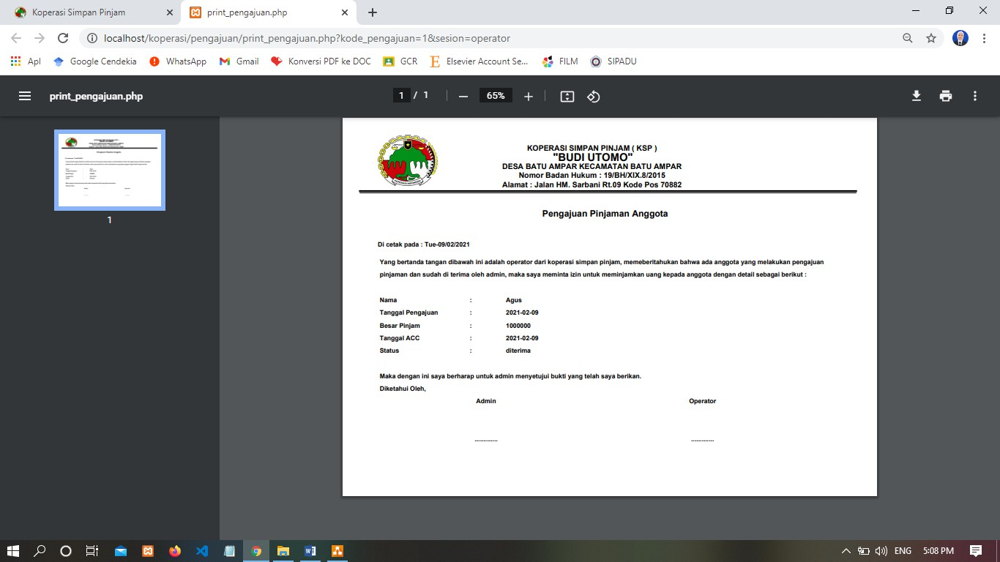 Koperasi Simpan Pinjam
print_pengajuan.php
localhost/koperasi/pengajuan/print_pengajuan.php?kode_pengajuan=1&sesion=operator
Apl Google Cendekia WhatsApp Gmail Konversi PDF ke DOC GCR Elsevier Account Se... FILM SIPADU
print_pengajuan.php
1 / 1
65%
1
KOPERASI SIMPAN PINJAM ( KSP )
"BUDI UTOMO"
DESA BATU AMPAR KECAMATAN BATU AMPAR
Nomor Badan Hukum : 19/BH/XIX.8/2015
Alamat : Jalan HM. Sarbani Rt.09 Kode Pos 70882
Pengajuan Pinjaman Anggota
Di cetak pada : Tue-09/02/2021
Yang bertanda tangan dibawah ini adalah operator dari koperasi simpan pinjam, memeberitahukan bahwa ada anggota yang melakukan pengajuan
pinjaman dan sudah di terima oleh admin, maka saya meminta izin untuk meminjamkan uang kepada anggota dengan detail sebagai berikut :
Nama : Agus
Tanggal Pengajuan : 2021-02-09
Besar Pinjam : 1000000
Tanggal ACC : 2021-02-09
Status : diterima
Maka dengan ini saya berharap untuk admin menyetujui bukti yang telah saya berikan.
Diketahui Oleh,
Admin Operator
............. .............
ENG 5:08 PM